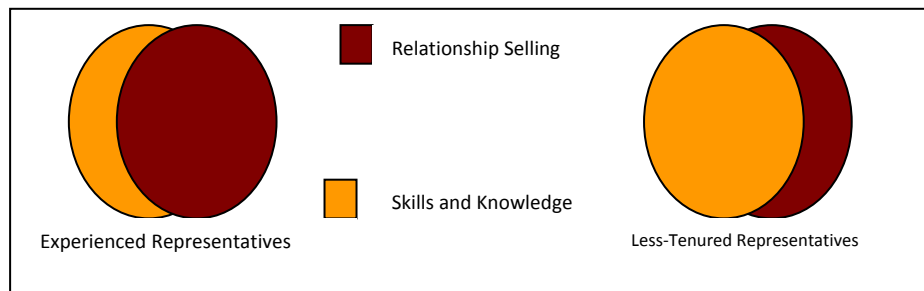 Relationship Selling
Skills and Knowledge
Experienced Representatives
Less-Tenured Representatives